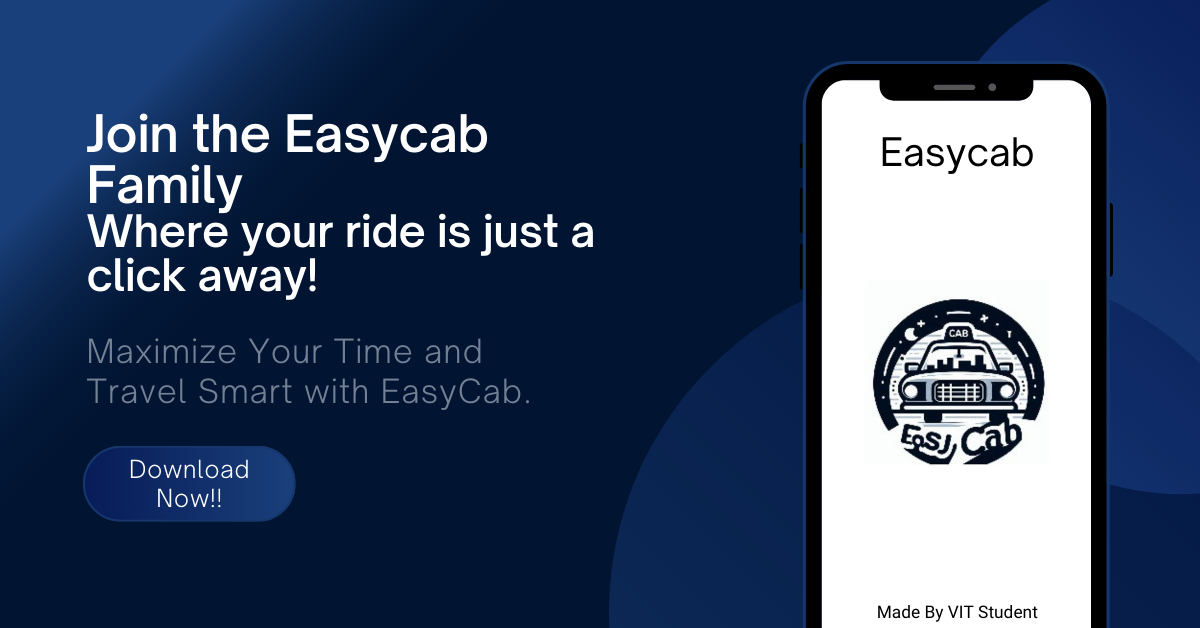 Join the Easycab
Family
Where your ride is just a
click away!
Maximize Your Time and
Travel Smart with EasyCab.
Download
Now!!
Easycab
CAB
EaSJ Cab
Made By VIT Student